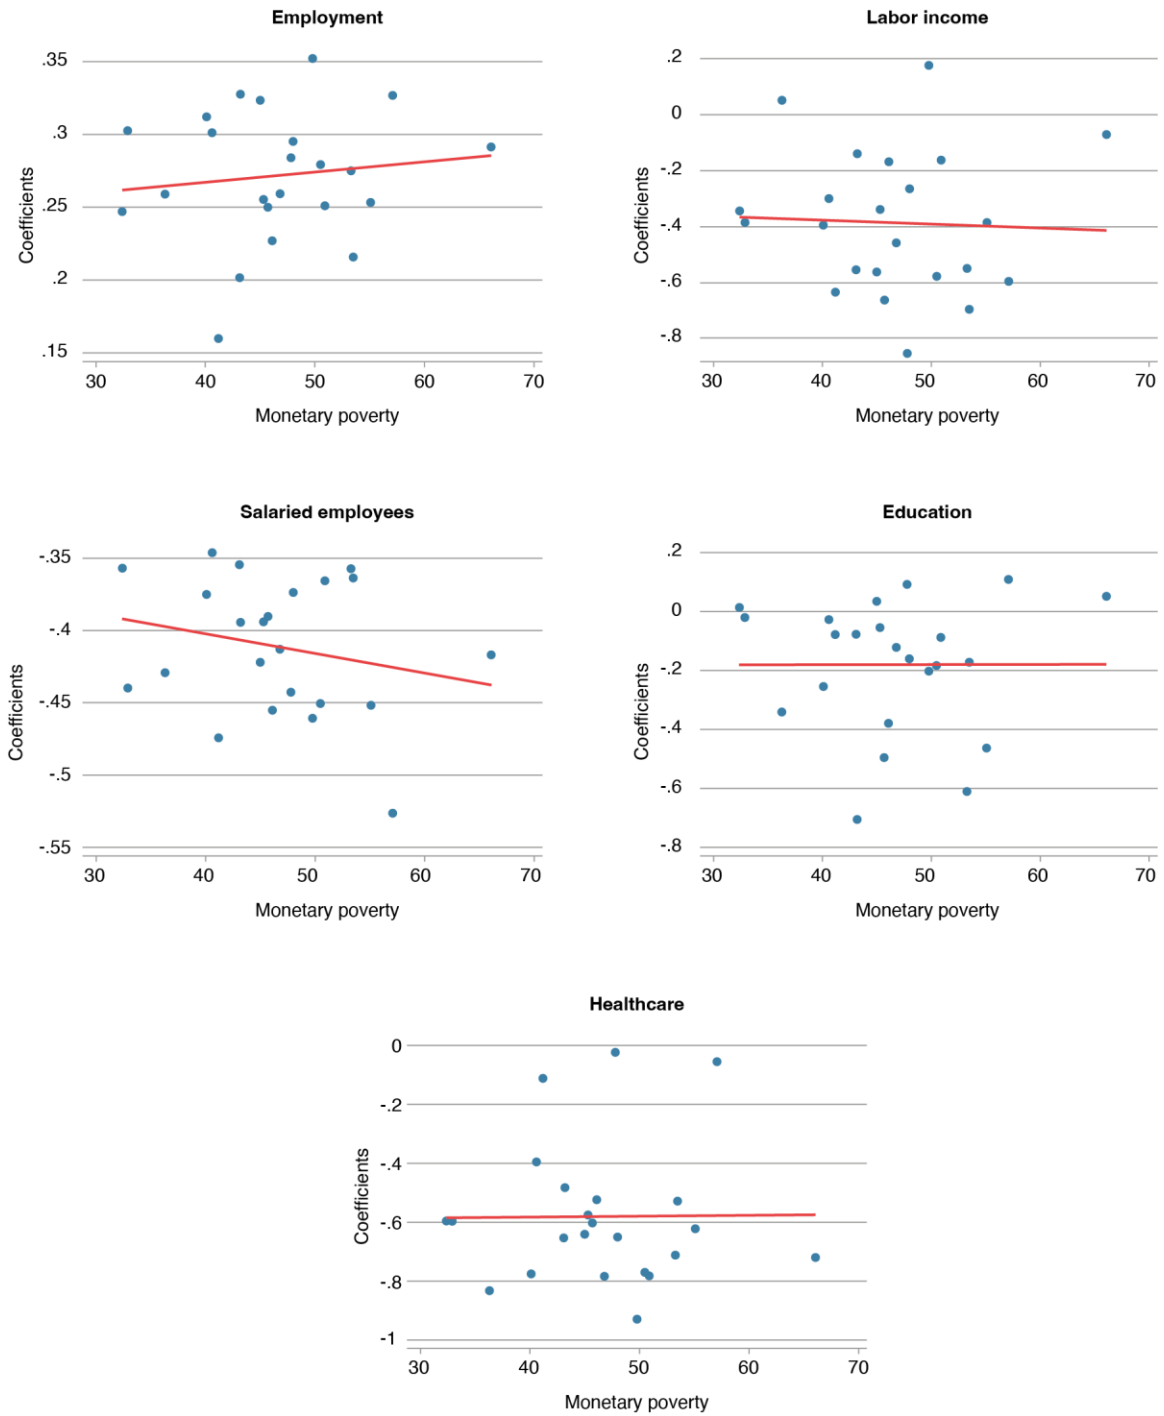 Employment
.35
.3
.25
.2
.15
Coefficients
30 40 50 60 70
Monetary poverty
Labor income
.2
0
-.2
-.4
-.6
-.8
Coefficients
30 40 50 60 70
Monetary poverty
Salaried employees
-.35
-.4
-.45
-.5
-.55
Coefficients
30 40 50 60 70
Monetary poverty
Education
.2
0
-.2
-.4
-.6
-.8
Coefficients
30 40 50 60 70
Monetary poverty
Healthcare
0
-.2
-.4
-.6
-.8
-1
Coefficients
30 40 50 60 70
Monetary poverty